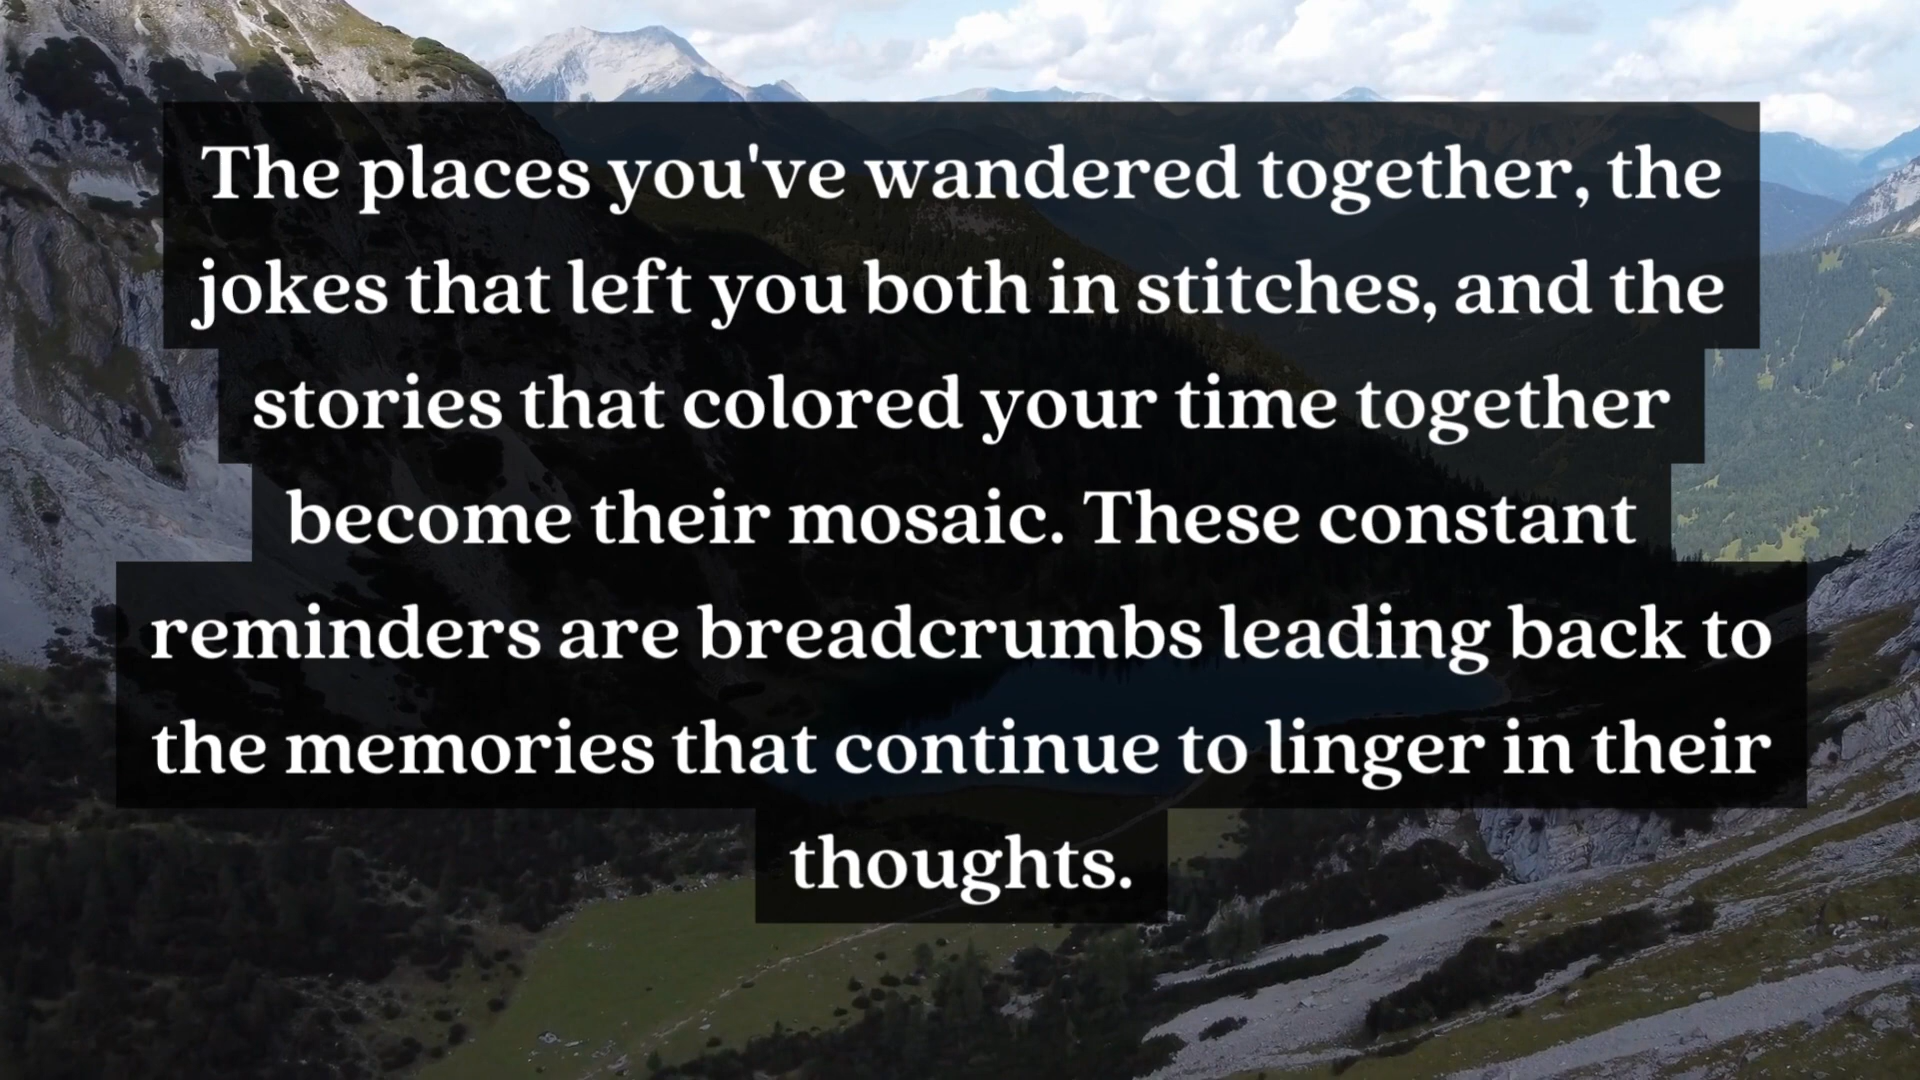 The places you've wandered together, the
jokes that left you both in stitches, and the
stories that colored your time together
become their mosaic. These constant
reminders are breadcrumbs leading back to
the memories that continue to linger in their
thoughts.